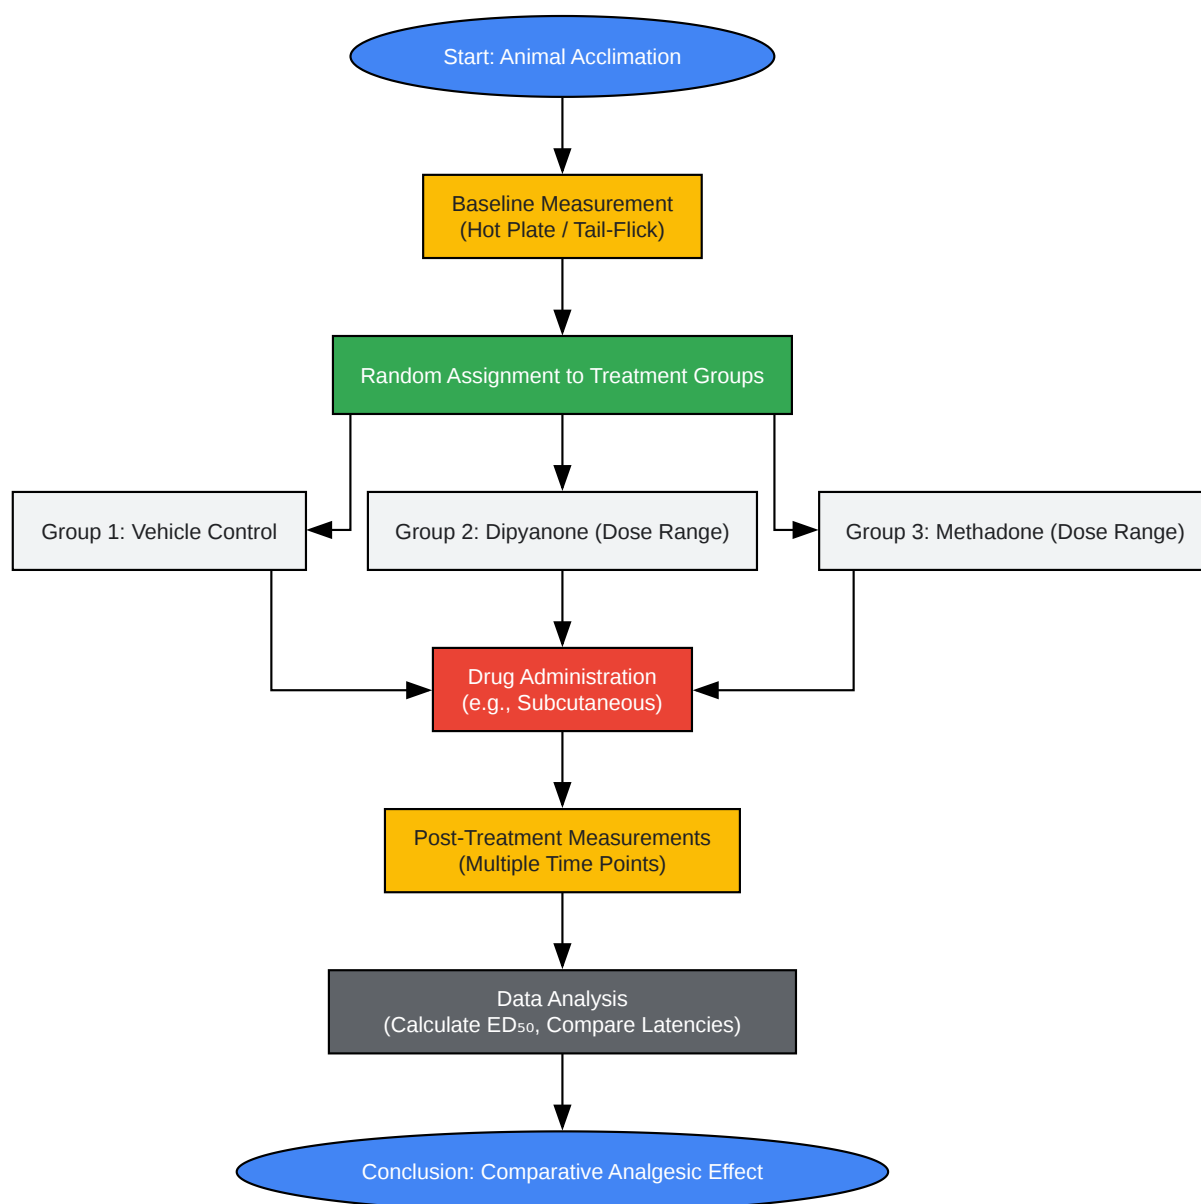 Start: Animal Acclimation
Baseline Measurement
(Hot Plate / Tail-Flick)
Random Assignment to Treatment Groups
Group 1: Vehicle Control
Group 2: Dipyanone (Dose Range)
Group 3: Methadone (Dose Range)
Drug Administration
(e.g., Subcutaneous)
Post-Treatment Measurements
(Multiple Time Points)
Data Analysis
(Calculate ED₅₀, Compare Latencies)
Conclusion: Comparative Analgesic Effect